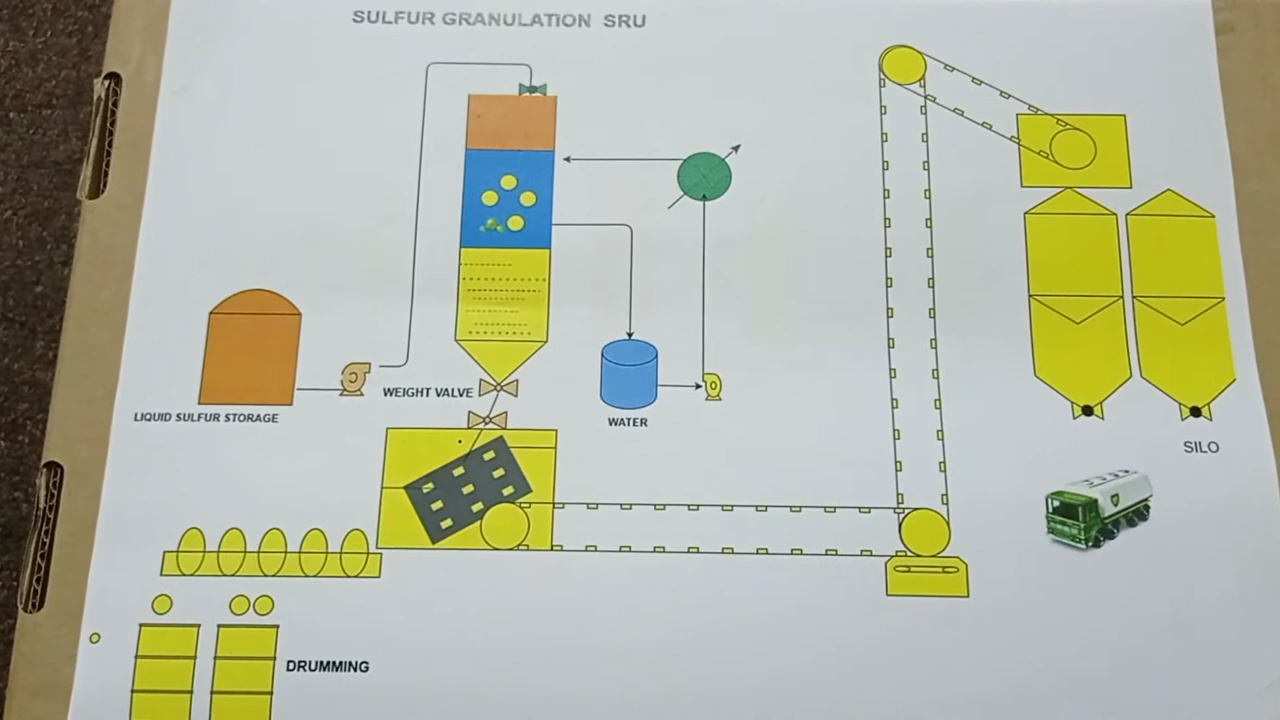 SULFUR GRANULATION SRU
WEIGHT VALVE
LIQUID SULFUR STORAGE
WATER
SILO
DRUMMING